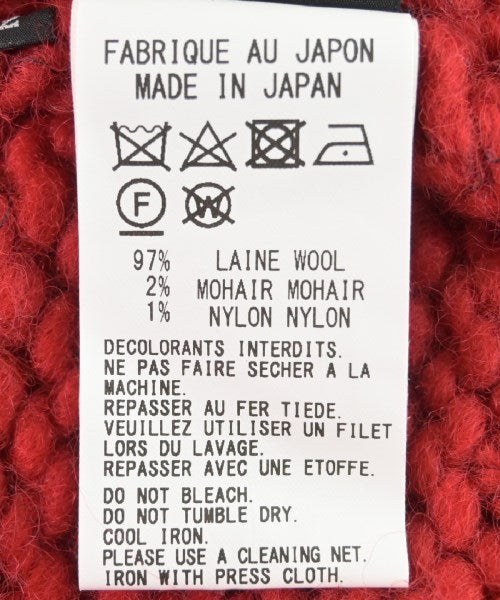 FABRIQUE AU JAPON
MADE IN JAPAN
F W
97% LAINE WOOL
2% MOHAIR MOHAIR
1% NYLON NYLON
DECOLORANTS INTERDITS.
NE PAS FAIRE SECHER A LA
MACHINE.
REPASSER AU FER TIEDE.
VEUILLEZ UTILISER UN FILET
LORS DU LAVAGE.
REPASSER AVEC UNE ETOFFE.
DO NOT BLEACH.
DO NOT TUMBLE DRY.
COOL IRON.
PLEASE USE A CLEANING NET.
IRON WITH PRESS CLOTH.